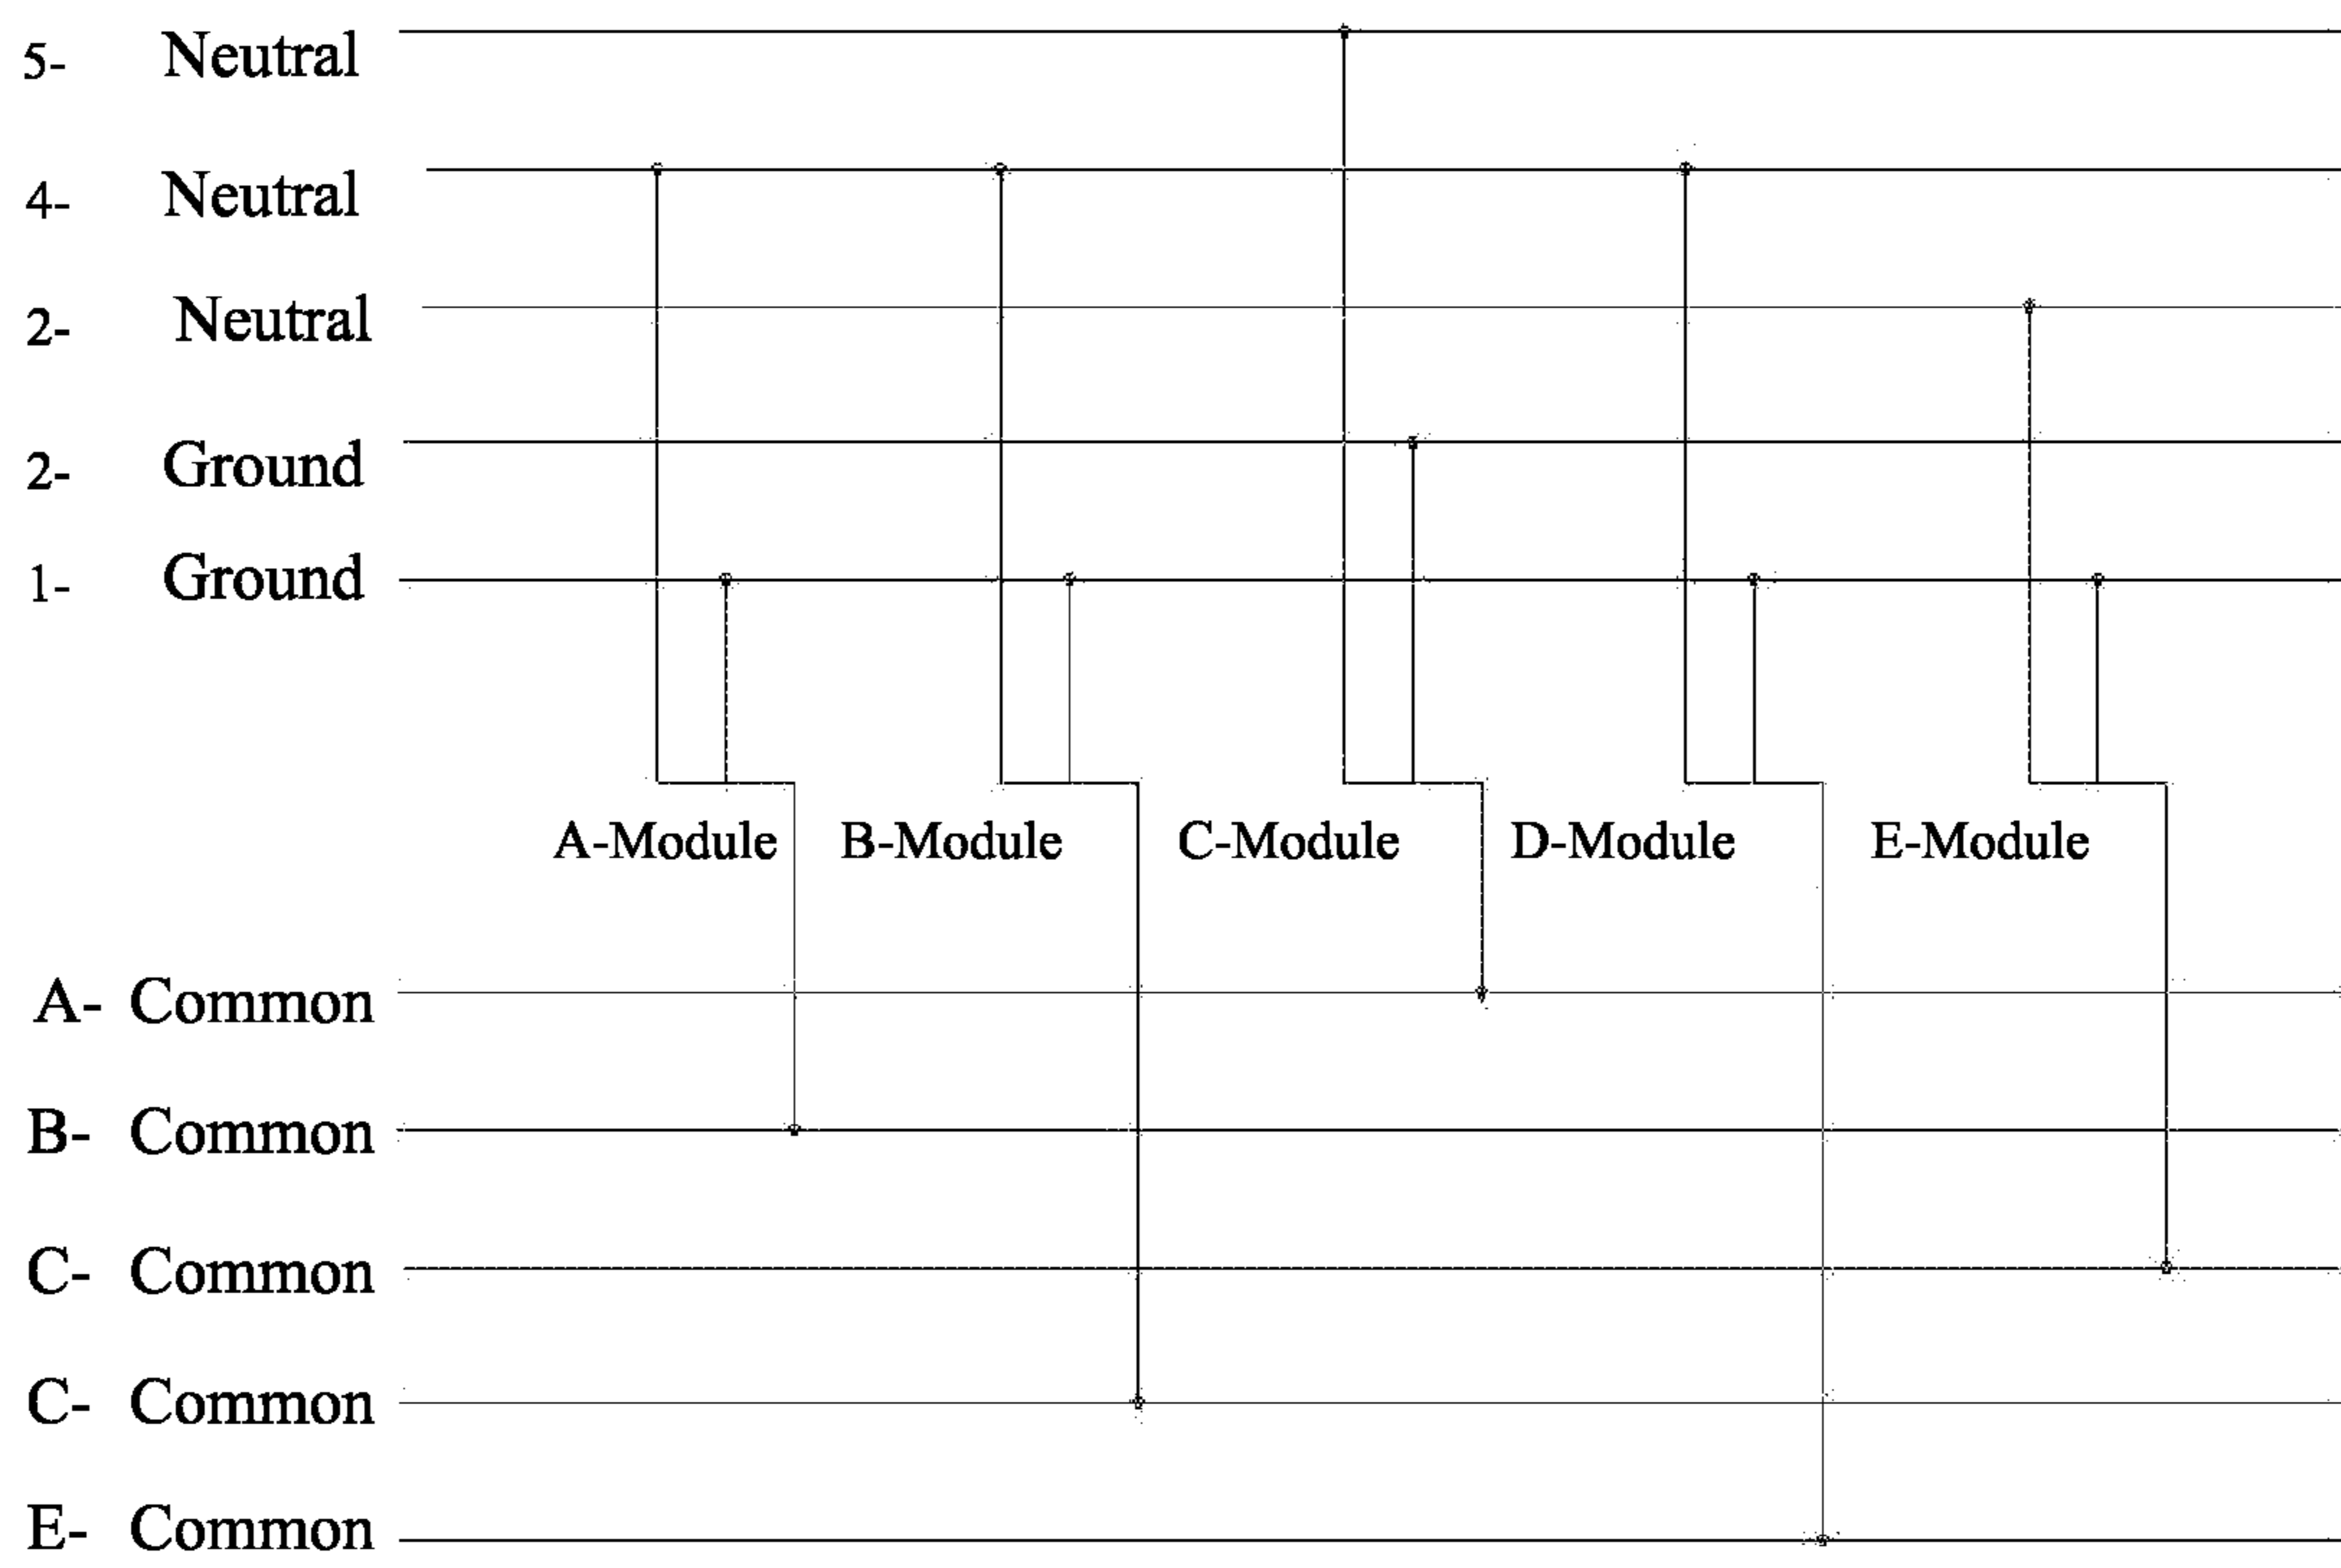 5- Neutral
4- Neutral
2- Neutral
2- Ground
1- Ground
A-Module B-Module C-Module D-Module E-Module
A- Common
B- Common
C- Common
C- Common
E- Common